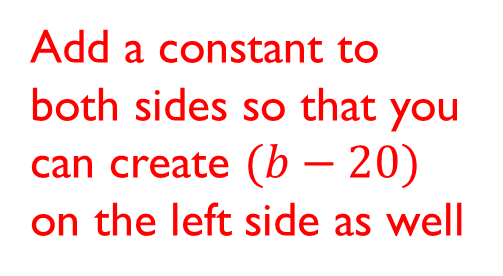 Add a constant to
both sides so that you
can create (b − 20)
on the left side as well